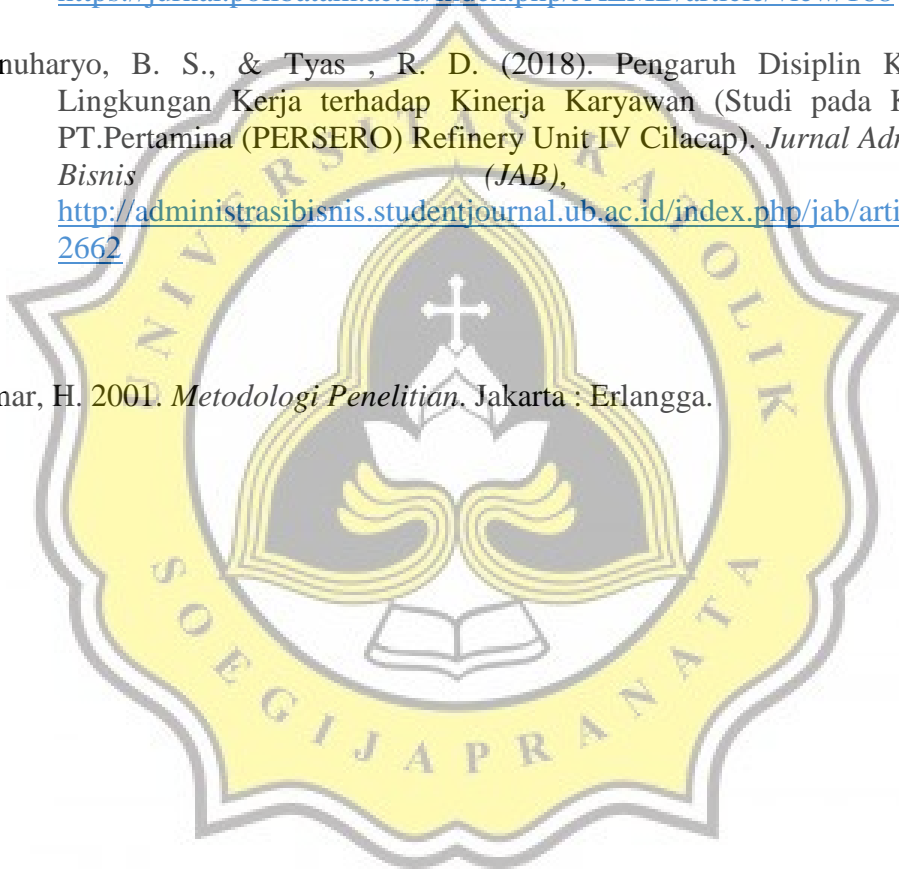 nuharyo, B. S., & Tyas , R. D. (2018). Pengaruh Disiplin K
Lingkungan Kerja terhadap Kinerja Karyawan (Studi pada K
PT.Pertamina (PERSERO) Refinery Unit IV Cilacap). Jurnal Adr
Bisnis (JAB),
http://administrasibisnis.studentjournal.ub.ac.id/index.php/jab/arti
2662
nar, H. 2001. Metodologi Penelitian. Jakarta : Erlangga.
UNIVERSITAS KATOLIK
SOEGIJAPRANATA